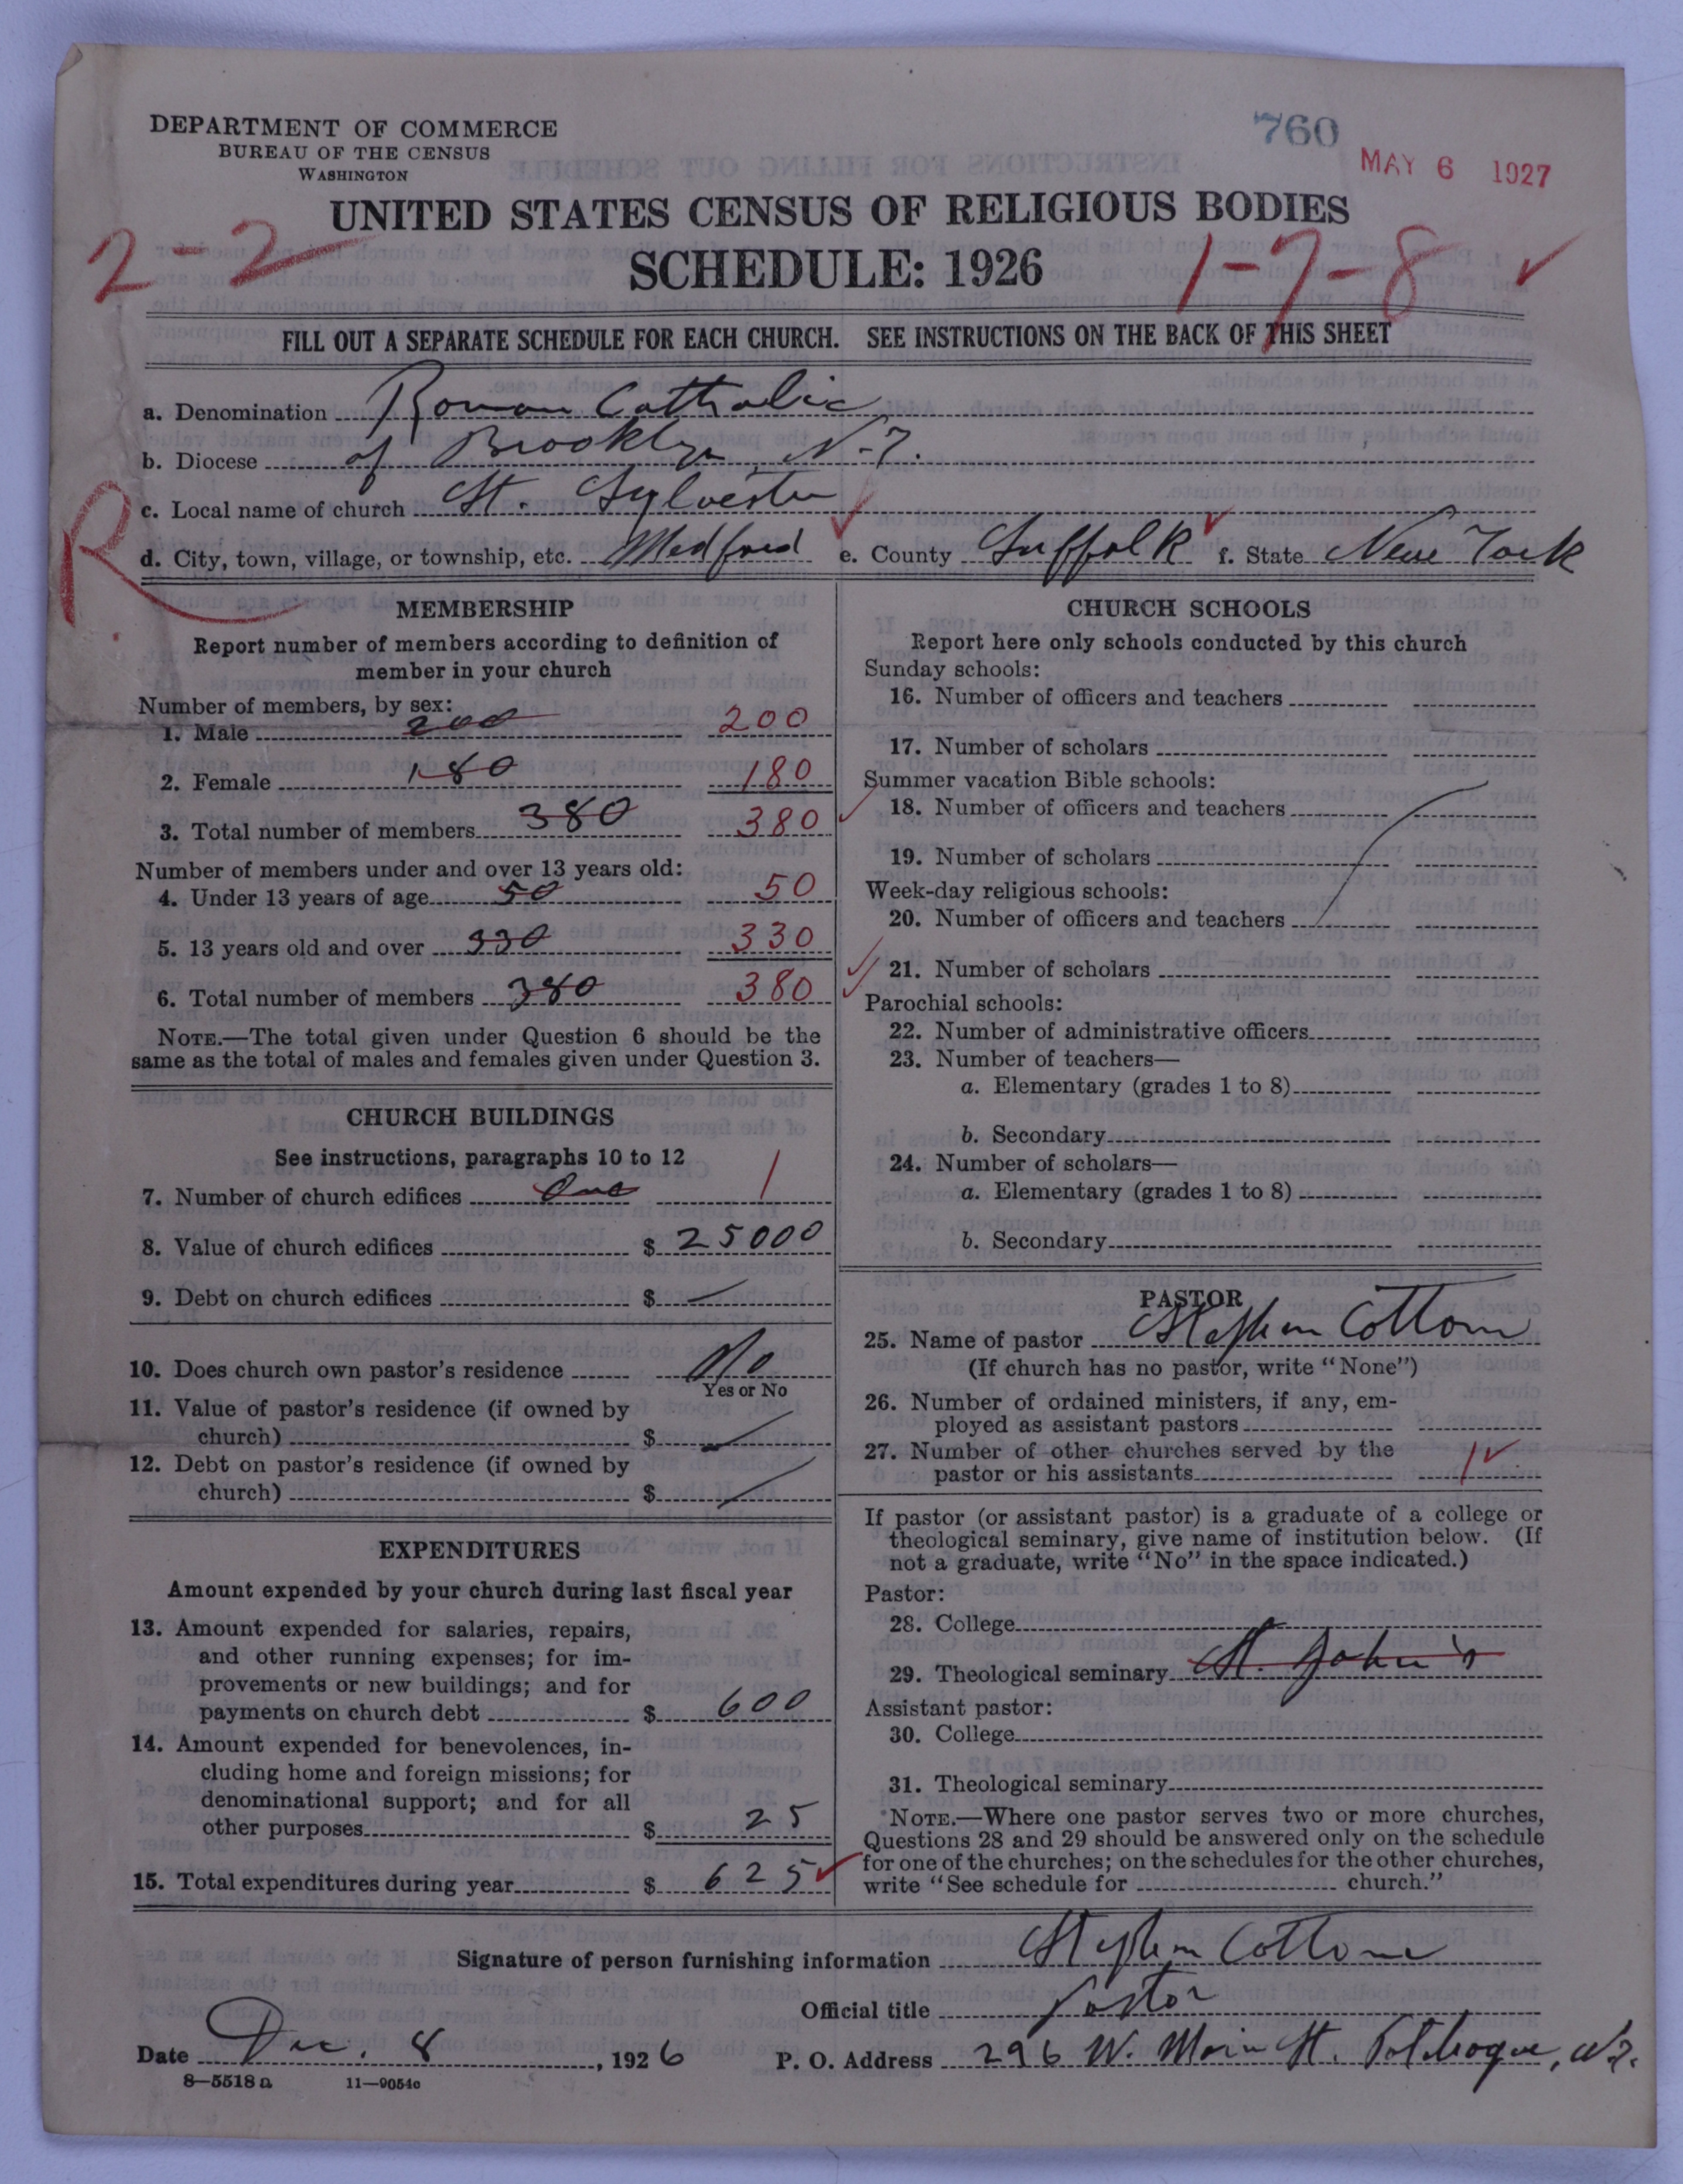 DEPARTMENT OF COMMERCE
BUREAU OF THE CENSUS
WASHINGTON
760
MAY 6 1927
UNITED STATES CENSUS OF RELIGIOUS BODIES
2-2
SCHEDULE: 1926
1-7-8 ✓
FILL OUT A SEPARATE SCHEDULE FOR EACH CHURCH. SEE INSTRUCTIONS ON THE BACK OF THIS SHEET
a. Denomination Roman Catholic
b. Diocese of Brooklyn, N.Y.
R
c. Local name of church St. Sylvester
d. City, town, village, or township, etc. Medford e. County Suffolk f. State New York
MEMBERSHIP
Report number of members according to definition of
member in your church
Number of members, by sex:
1. Male 200 200
2. Female 180 180
3. Total number of members 380 380
Number of members under and over 13 years old:
4. Under 13 years of age 50 50
5. 13 years old and over 330 330
6. Total number of members 380 380
NOTE.—The total given under Question 6 should be the
same as the total of males and females given under Question 3.
CHURCH BUILDINGS
See instructions, paragraphs 10 to 12
7. Number of church edifices One 1
8. Value of church edifices $ 25000
9. Debt on church edifices $ —
10. Does church own pastor's residence No
Yes or No
11. Value of pastor's residence (if owned by
church) $
12. Debt on pastor's residence (if owned by
church) $
EXPENDITURES
Amount expended by your church during last fiscal year
13. Amount expended for salaries, repairs,
and other running expenses; for im-
provements or new buildings; and for
payments on church debt $ 600
14. Amount expended for benevolences, in-
cluding home and foreign missions; for
denominational support; and for all
other purposes $ 25
15. Total expenditures during year $ 625 ✓
CHURCH SCHOOLS
Report here only schools conducted by this church
Sunday schools:
16. Number of officers and teachers
17. Number of scholars
Summer vacation Bible schools:
18. Number of officers and teachers
19. Number of scholars
Week-day religious schools:
20. Number of officers and teachers
21. Number of scholars
Parochial schools:
22. Number of administrative officers
23. Number of teachers—
a. Elementary (grades 1 to 8)
b. Secondary
24. Number of scholars—
a. Elementary (grades 1 to 8)
b. Secondary
PASTOR
25. Name of pastor Stephen Cottone
(If church has no pastor, write "None")
26. Number of ordained ministers, if any, em-
ployed as assistant pastors
27. Number of other churches served by the
pastor or his assistants 1 ✓
If pastor (or assistant pastor) is a graduate of a college or
theological seminary, give name of institution below. (If
not a graduate, write "No" in the space indicated.)
Pastor:
28. College
29. Theological seminary St. John's
Assistant pastor:
30. College
31. Theological seminary
NOTE.—Where one pastor serves two or more churches,
Questions 28 and 29 should be answered only on the schedule
for one of the churches; on the schedules for the other churches,
write "See schedule for church."
Signature of person furnishing information Stephen Cottone
Official title Pastor
Date Dec. 8, 1926 P. O. Address 296 W. Main St. Patchogue, N.Y.
8—5518 a 11—9054c